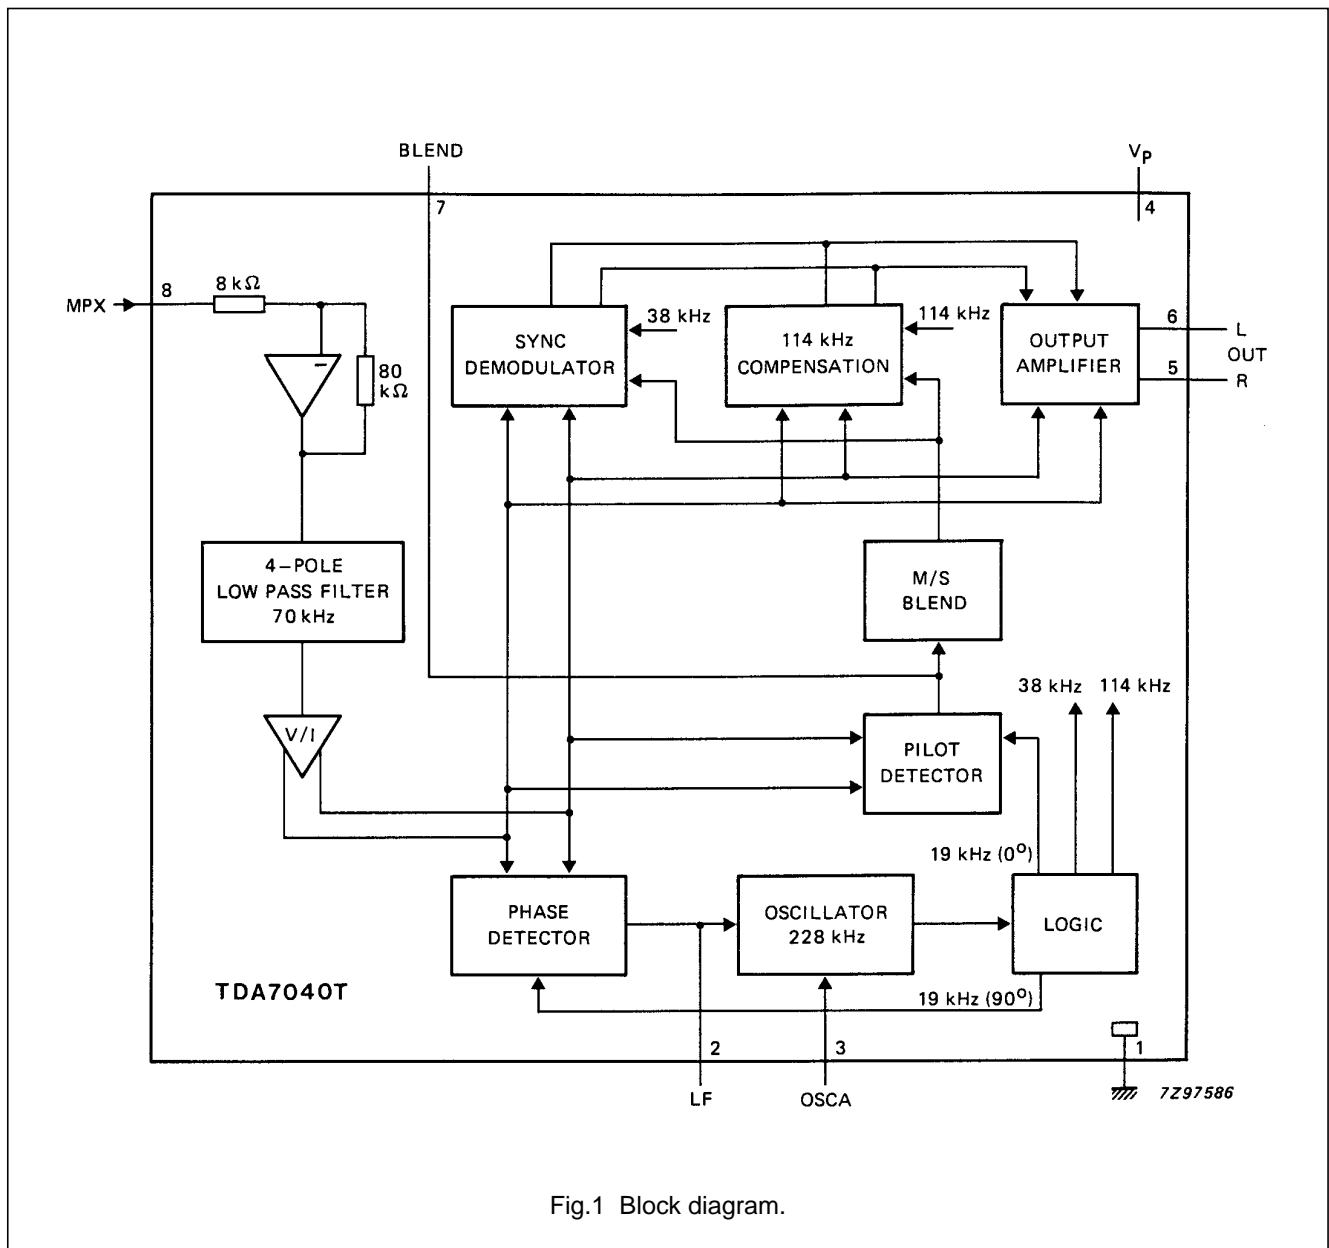 BLEND
VP
7
4
8 kΩ
8
MPX
38 kHz
114 kHz
6
L
SYNC
DEMODULATOR
114 kHz
COMPENSATION
OUTPUT
AMPLIFIER
OUT
5
R
–
80
kΩ
4–POLE
LOW PASS FILTER
70 kHz
M/S
BLEND
38 kHz
114 kHz
V/I
PILOT
DETECTOR
19 kHz (0°)
PHASE
DETECTOR
OSCILLATOR
228 kHz
LOGIC
TDA7040T
19 kHz (90°)
2
3
1
LF
OSCA
7Z97586
Fig.1 Block diagram.